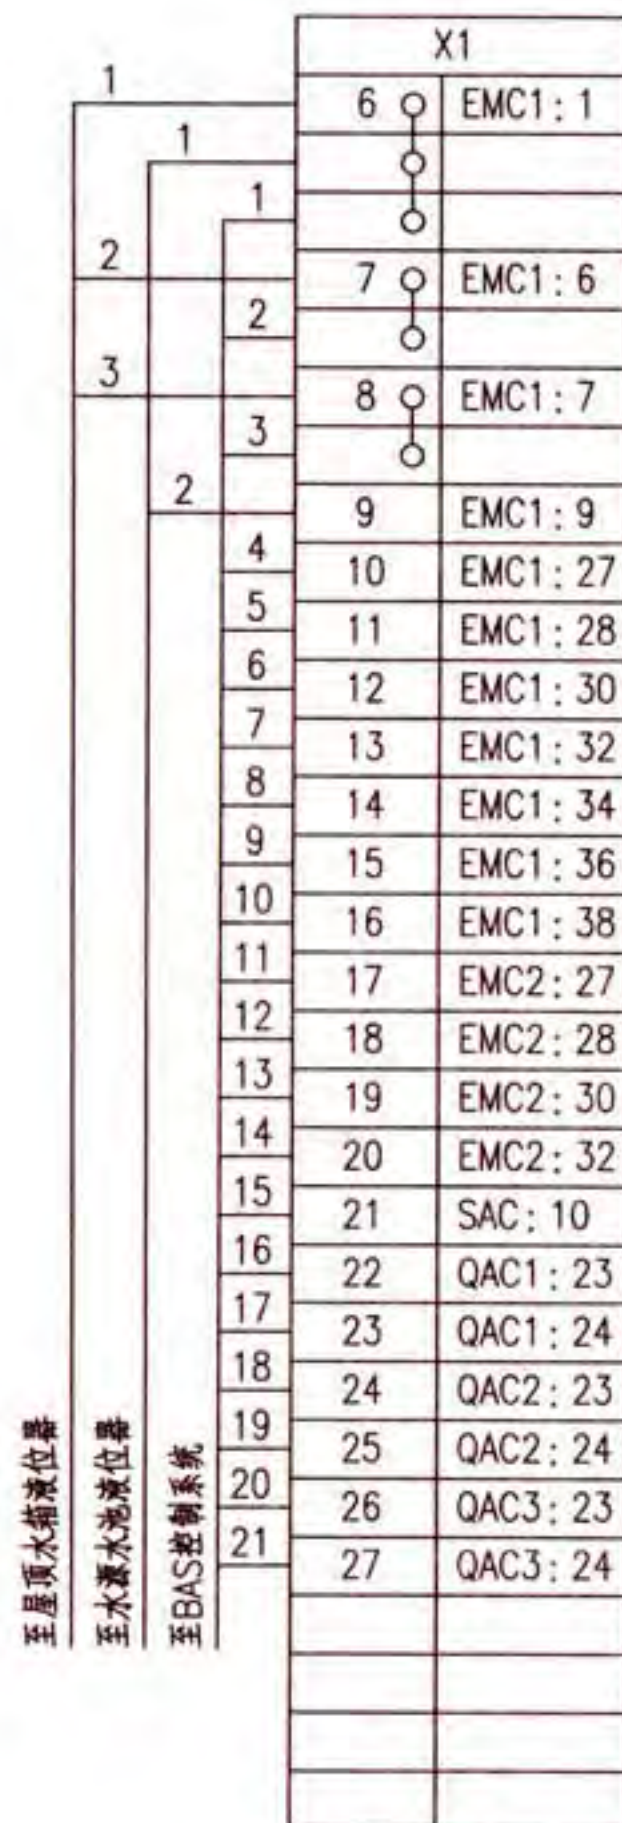 X1
1 6 EMC1: 1
1
1
2 7 EMC1: 6
2
3 8 EMC1: 7
3
2 9 EMC1: 9
4 10 EMC1: 27
5 11 EMC1: 28
6 12 EMC1: 30
7 13 EMC1: 32
8 14 EMC1: 34
9 15 EMC1: 36
10 16 EMC1: 38
11 17 EMC2: 27
12 18 EMC2: 28
13 19 EMC2: 30
14 20 EMC2: 32
15 21 SAC: 10
16 22 QAC1: 23
17 23 QAC1: 24
18 24 QAC2: 23
19 25 QAC2: 24
20 26 QAC3: 23
21 27 QAC3: 24
至屋顶水箱液位器
至水源水池液位器
至BAS控制系统